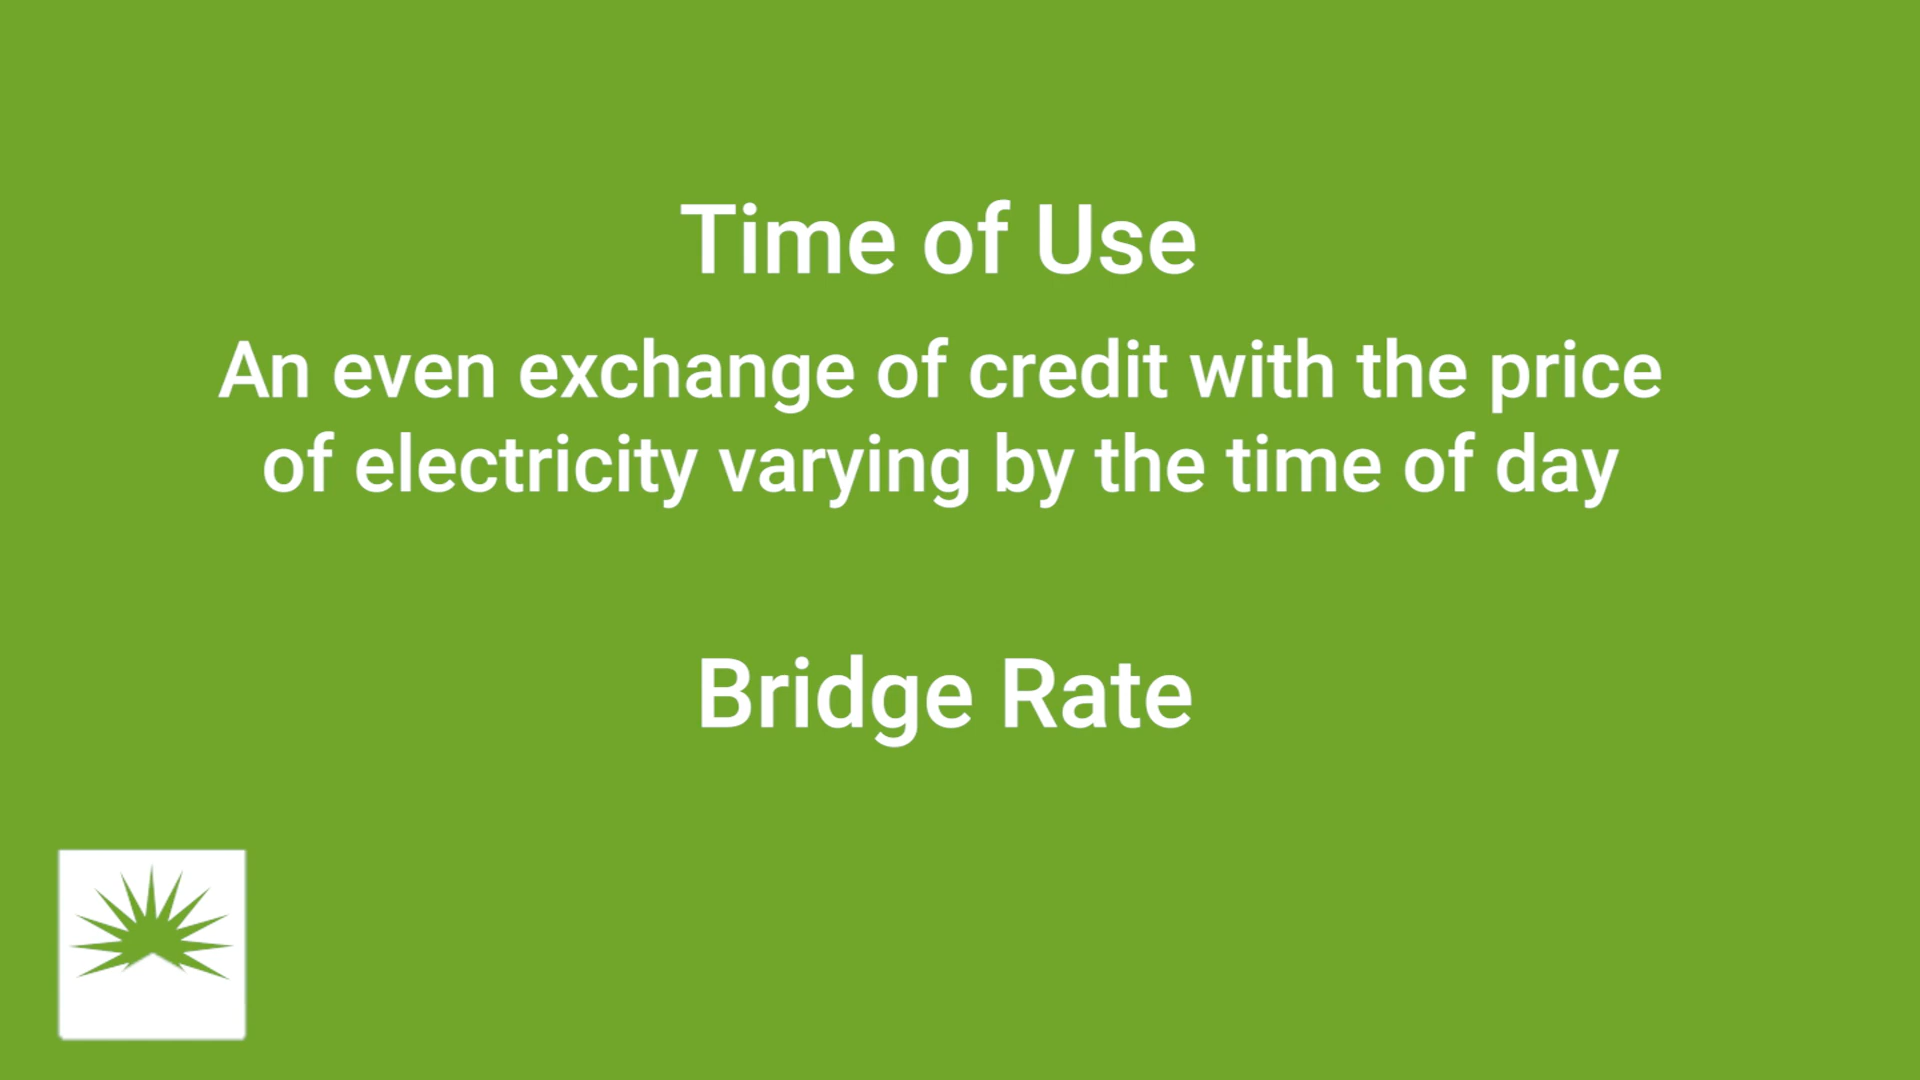 Time of Use
An even exchange of credit with the price
of electricity varying by the time of day
Bridge Rate